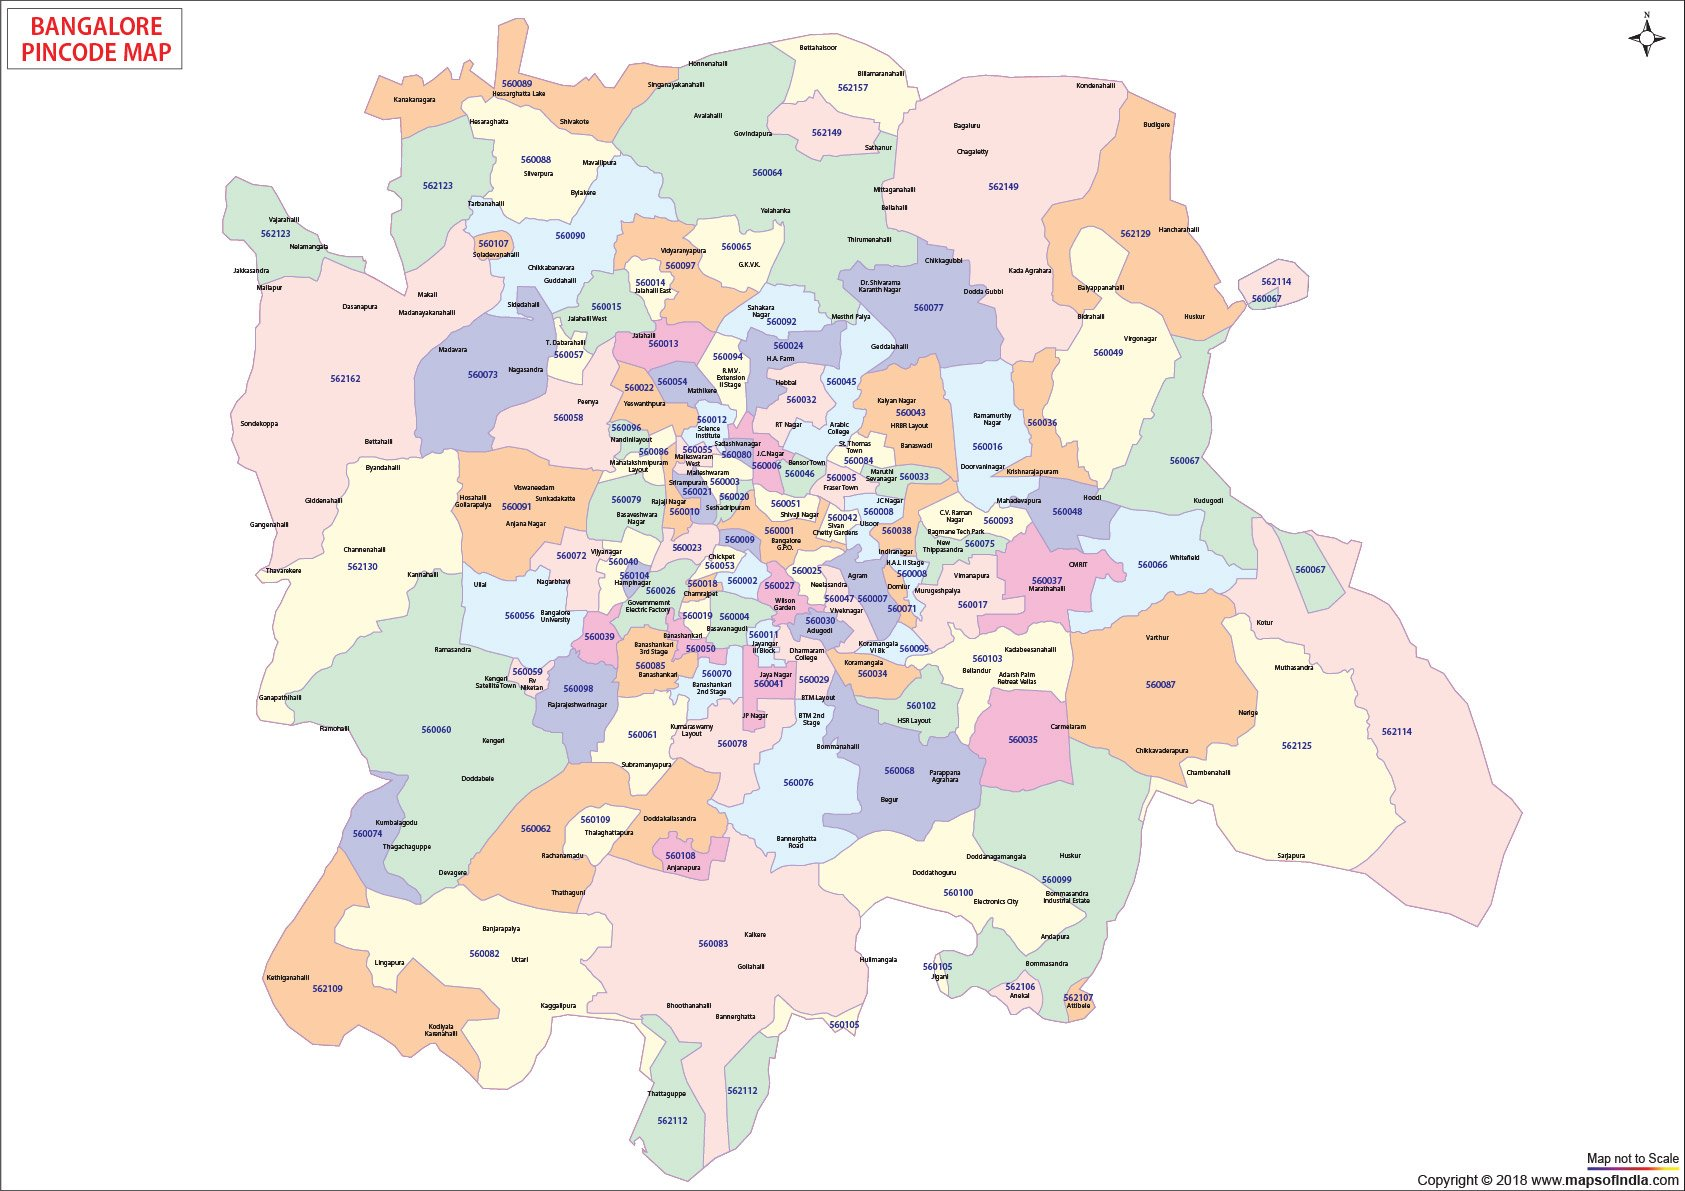 BANGALORE
PINCODE MAP
N
Bettahalsoor
Honnenahalli
Billamaranahalli
562157
Singanayakanahalli
560089
Hessarghatta Lake
Kanakanagara
Kondenahalli
Hesaraghatta
Shivakote
Avalahalli
Govindapura
562149
Sathanur
Bagaluru
Chagaletty
Budigere
560088
Silverpura
Mavallipura
560064
562123
Bylakere
Mittaganahalli
562149
Tarbanahalli
Yelahanka
Bellahalli
Vajarahalli
562123
Nelamangala
Jakkasandra
Mallapur
560107
Soladevanahalli
560090
Chikkabanavara
Guddahalli
Vidyaranyapura
560097
560065
G.K.V.K.
Thirumenahalli
562129
Hancharahalli
Chikkagubbi
Kada Agrahara
Dr.Shivarama
Karanth Nagar
Dodda Gubbi
560077
Baiyappanahalli
562114
560067
560014
Jalahalli East
Makali
Dasanapura
Madanayakanahalli
Sidedahalli
560015
Jalahalli West
Sahakara
Nagar
560092
Mesthri Palya
Bidrahalli
Huskur
Virgonagar
560049
Jalahalli
560013
T. Dabarahalli
560057
560024
H.A. Farm
Geddalahalli
Madavara
560073
Nagasandra
562162
560094
R.M.V.
Extension
II Stage
560054
Mathikere
560022
Yeswanthpura
Hebbal
560032
560045
Peenya
560058
Kalyan Nagar
560043
HRBR Layout
Banaswadi
Ramamurthy
Nagar
560016
560036
Sondekoppa
Bettahalli
560096
Nandinilayout
560012
Science
Institute
RT Nagar
Arabic
College
St. Thomas
Town
560084
Sadashivanagar
560080
560086
Mahalakshmipuram
Layout
560055
Malleswaram
West
J.C.Nagar
560006
Bensor Town
560046
Doorvaninagar
Krishnarajapuram
560067
Byandahalli
Malleshwaram
560003
Srirampuram
560021
560005
Fraser Town
Maruthi
Sevanagar
560033
Viswaneedam
Sunkadakatte
560091
Anjana Nagar
Hosahalli
Gollarapalya
Giddenahalli
Gangenahalli
560079
Basaveshwara
Nagar
Rajaji Nagar
560010
560020
Seshadripuram
560051
Shivaji Nagar
JC Nagar
560008
Ulsoor
560042
Sivan
Chetty Gardens
Mahadevapura
Hoodi
560048
Kudugodi
C.V. Raman
Nagar
560093
Bagmane Tech Park
560038
560001
Bangalore
G.P.O.
560009
560023
Vijjyanagar
560040
560072
Chickpet
560053
Indiranagar
New
Thippasandra
560075
H.A.L II Stage
560008
Whitefield
560066
Channenahalli
562130
Thavarekere
Kannahalli
CMRIT
560037
Marathahalli
560067
Ullal
Nagarbhavi
560104
Hampinagar
560026
560018
Chamrajpet
560002
560027
560025
Neelasandra
Agram
560007
Domlur
560071
Vimanapura
Murugeshpalya
560017
560047
Viveknagar
Wilson
Garden
Governmemnt
Electric Factory
560056
Bangalore
University
560019
560004
Basavanagudi
560030
Adugodi
Kotur
560039
Banashankari
560050
560011
Jayangar
III Block
Koramangala
VI Bk
560095
Varthur
Ramasandra
Banashankari
3rd Stage
560085
Banashankari
Dharmaram
College
Koramangala
560034
560103
Bellandur
Kadabeesanahalli
Adarsh Palm
Retreat Vellas
Muthasandra
560087
Kengeri
Satellite Town
560059
Rv
Niketan
560070
Banashankari
2nd Stage
Jaya Nagar
560041
560029
BTM Layout
Ganapathihalli
560098
Rajarajeshwarinagar
560102
HSR Layout
Nerige
Ramohalli
560060
Kengeri
560061
Kumaraswamy
Layout
JP Nagar
BTM 2nd
Stage
560078
Bommanahalli
Carmelaram
560035
Chikkavaderapura
562125
562114
Subramanyapura
Doddabele
560076
560068
Parappana
Agrahara
Begur
Chambenahalli
Kumbalagodu
560074
Thagachaguppe
560062
560109
Thalaghattapura
Doddakallasandra
Bannerghatta
Road
Rachanamadu
560108
Anjanapura
Doddanagamangala
Huskur
Sarjapura
Devagere
Thathaguni
Doddathoguru
560100
Electronics City
560099
Bommasandra
Industrial Estate
Banjarapalya
560082
Uttari
Kalkere
560083
Gollahalli
Andapura
Lingapura
Hulimangala
560105
Jigani
Bommasandra
Kethiganahalli
562109
562106
Anekal
562107
Attibele
Kaggalipura
Bhoothanahalli
Bannerghatta
560105
Kodiyala
Karenahalli
Thattaguppe
562112
562112
Map not to Scale
Copyright © 2018 www.mapsofindia.com